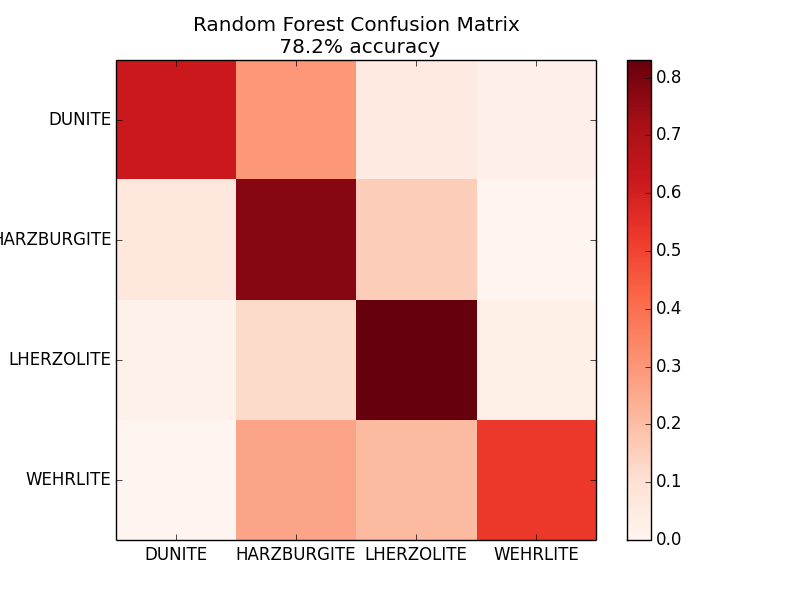 Random Forest Confusion Matrix
78.2% accuracy
DUNITE
HARZBURGITE
LHERZOLITE
WEHRLITE
DUNITE HARZBURGITE LHERZOLITE WEHRLITE
0.8
0.7
0.6
0.5
0.4
0.3
0.2
0.1
0.0